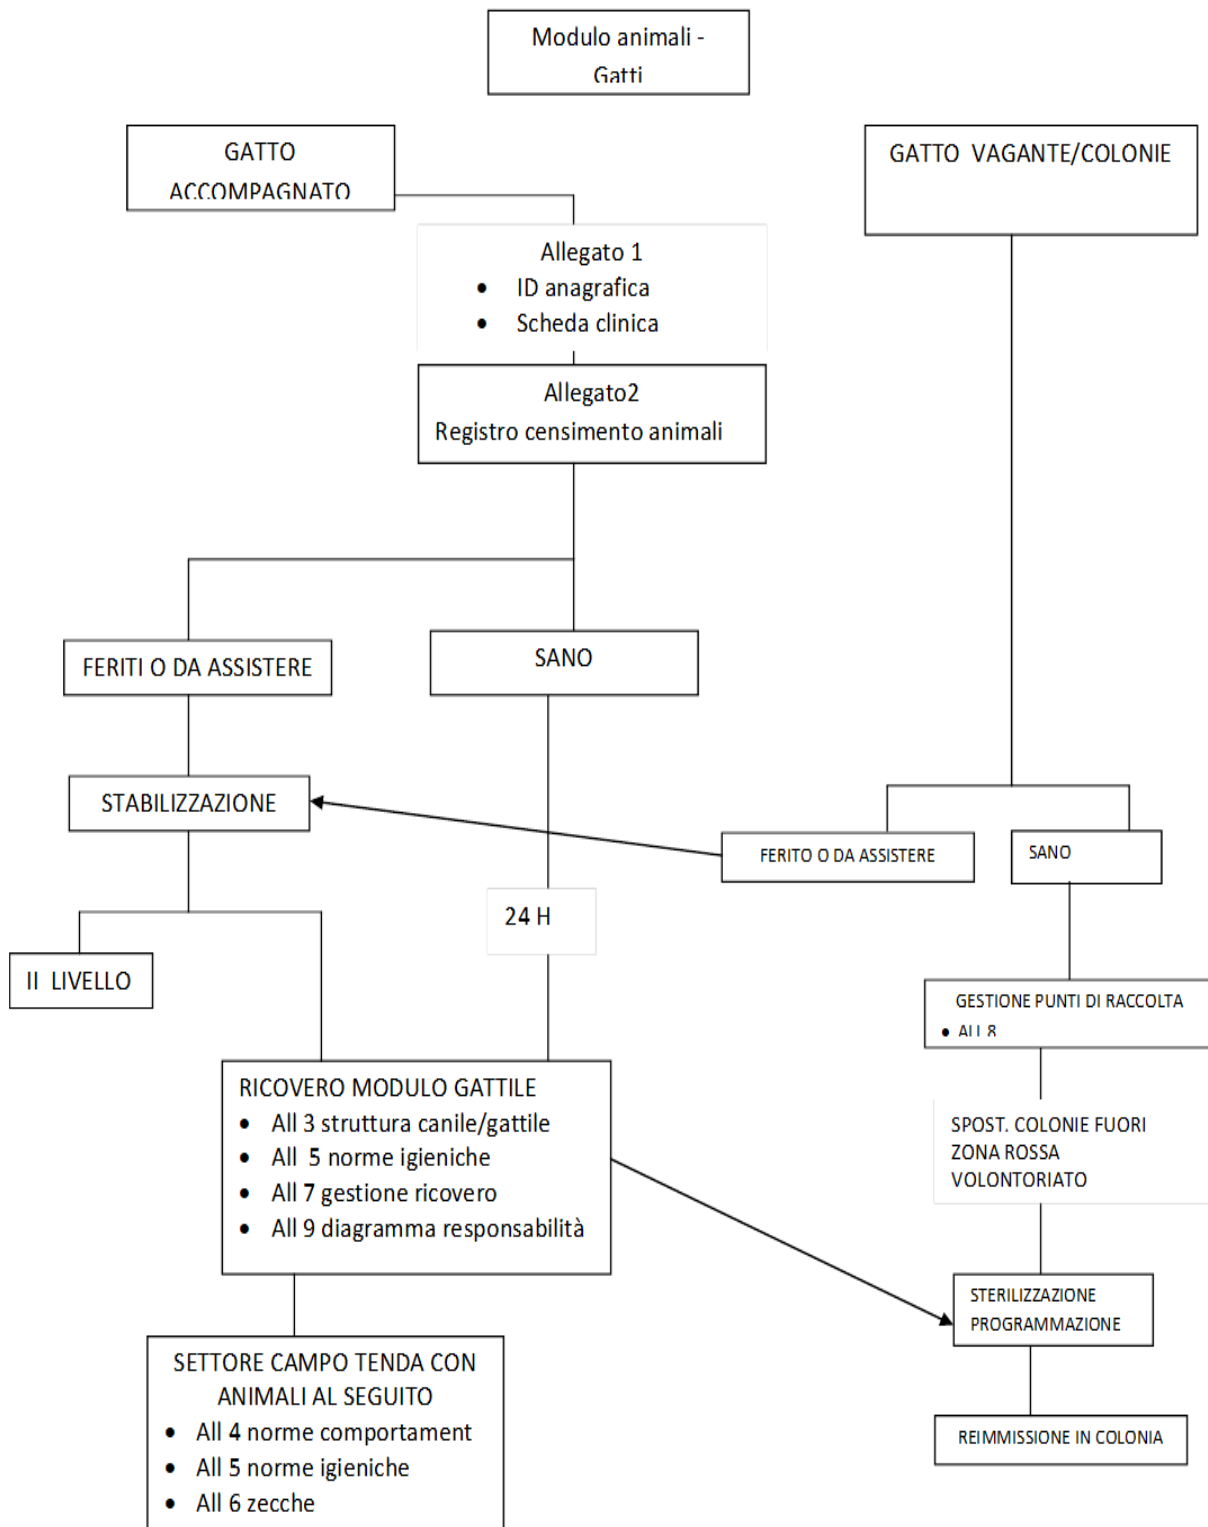 Modulo animali -
Gatti
GATTO
ACCOMPAGNATO
GATTO VAGANTE/COLONIE
Allegato 1
• ID anagrafica
• Scheda clinica
Allegato2
Registro censimento animali
FERITI O DA ASSISTERE
SANO
STABILIZZAZIONE
FERITO O DA ASSISTERE
SANO
24 H
II LIVELLO
GESTIONE PUNTI DI RACCOLTA
• ALL 8
RICOVERO MODULO GATTILE
• All 3 struttura canile/gattile
• All 5 norme igieniche
• All 7 gestione ricovero
• All 9 diagramma responsabilità
SPOST. COLONIE FUORI
ZONA ROSSA
VOLONTORIATO
STERILIZZAZIONE
PROGRAMMAZIONE
SETTORE CAMPO TENDA CON
ANIMALI AL SEGUITO
• All 4 norme comportament
• All 5 norme igieniche
• All 6 zecche
REIMMISSIONE IN COLONIA